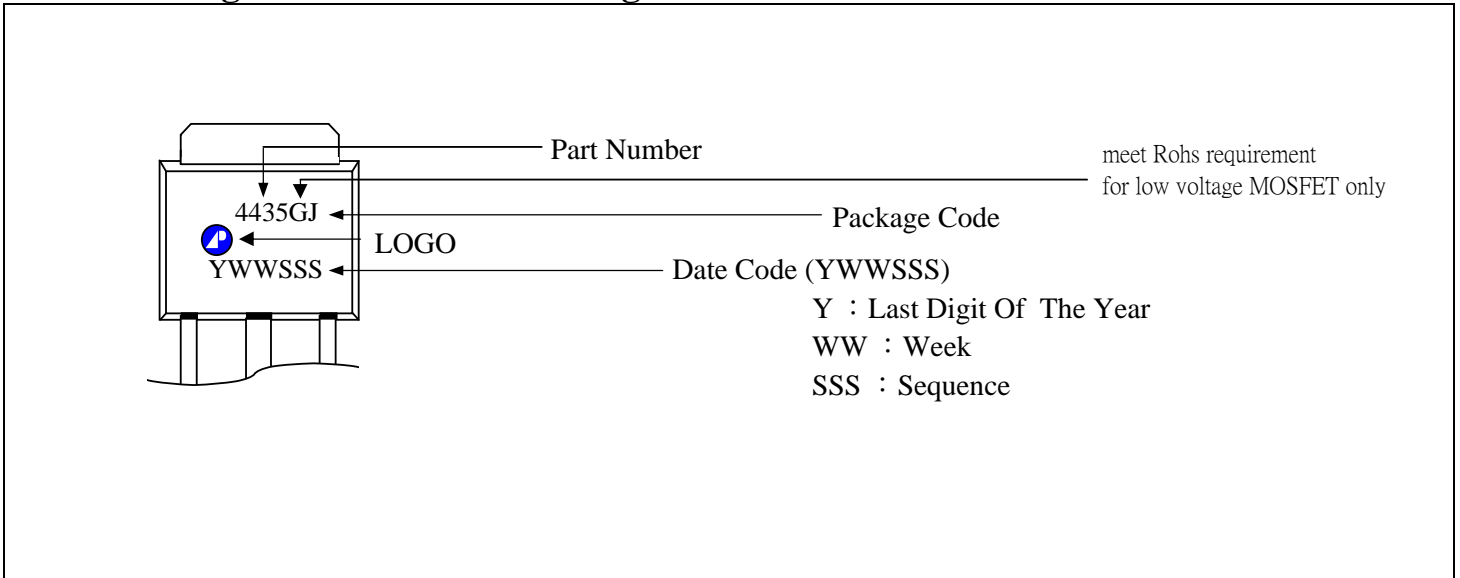 Part Number
meet Rohs requirement
for low voltage MOSFET only
4435GJ
Package Code
LOGO
YWWSSS
Date Code (YWWSSS)
Y：Last Digit Of The Year
WW：Week
SSS：Sequence